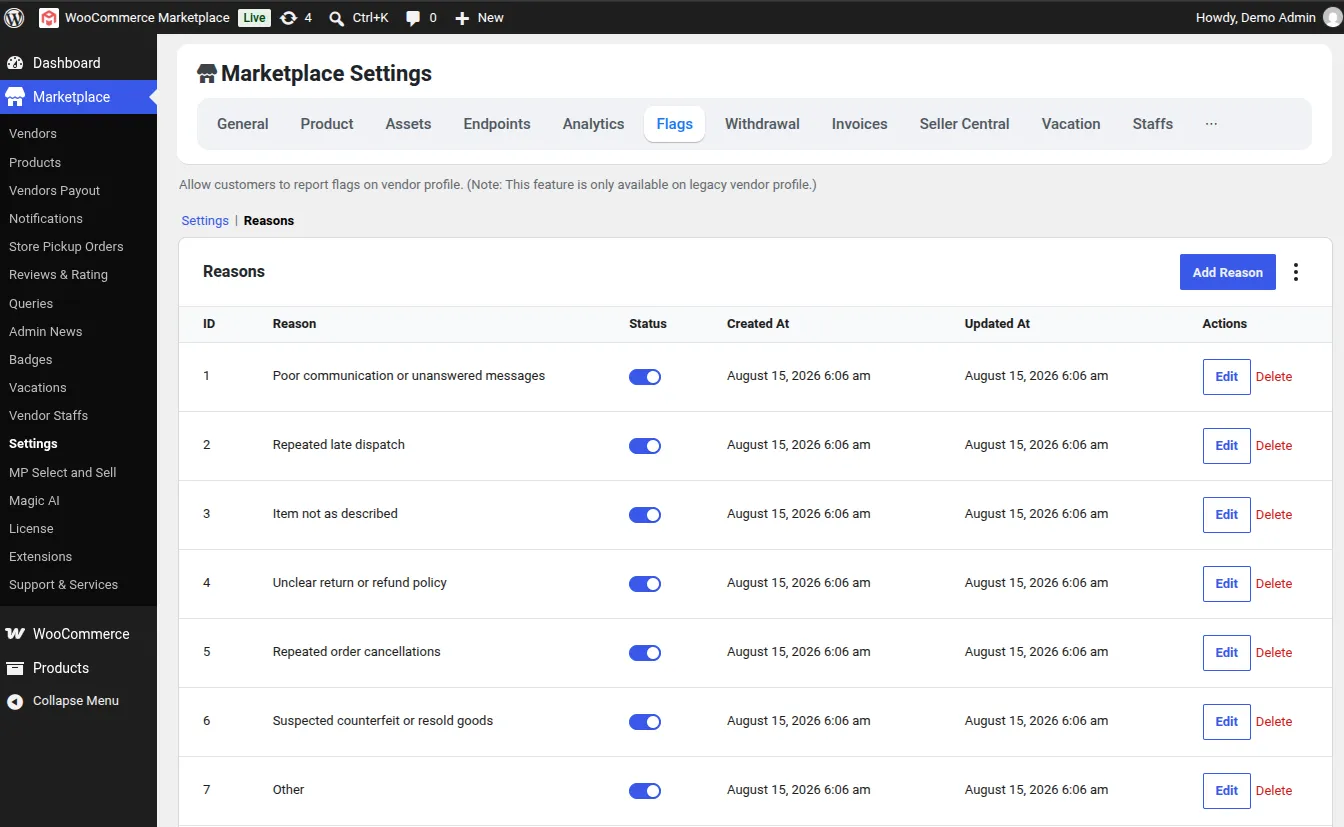 WooCommerce Marketplace Live 4 Ctrl+K 0 New Howdy, Demo Admin
Dashboard
Marketplace
Vendors
Products
Vendors Payout
Notifications
Store Pickup Orders
Reviews & Rating
Queries
Admin News
Badges
Vacations
Vendor Staffs
Settings
MP Select and Sell
Magic AI
License
Extensions
Support & Services
WooCommerce
Products
Collapse Menu
Marketplace Settings
General Product Assets Endpoints Analytics Flags Withdrawal Invoices Seller Central Vacation Staffs ...
Allow customers to report flags on vendor profile. (Note: This feature is only available on legacy vendor profile.)
Settings | Reasons
Reasons Add Reason
ID Reason Status Created At Updated At Actions
1 Poor communication or unanswered messages August 15, 2026 6:06 am August 15, 2026 6:06 am Edit Delete
2 Repeated late dispatch August 15, 2026 6:06 am August 15, 2026 6:06 am Edit Delete
3 Item not as described August 15, 2026 6:06 am August 15, 2026 6:06 am Edit Delete
4 Unclear return or refund policy August 15, 2026 6:06 am August 15, 2026 6:06 am Edit Delete
5 Repeated order cancellations August 15, 2026 6:06 am August 15, 2026 6:06 am Edit Delete
6 Suspected counterfeit or resold goods August 15, 2026 6:06 am August 15, 2026 6:06 am Edit Delete
7 Other August 15, 2026 6:06 am August 15, 2026 6:06 am Edit Delete